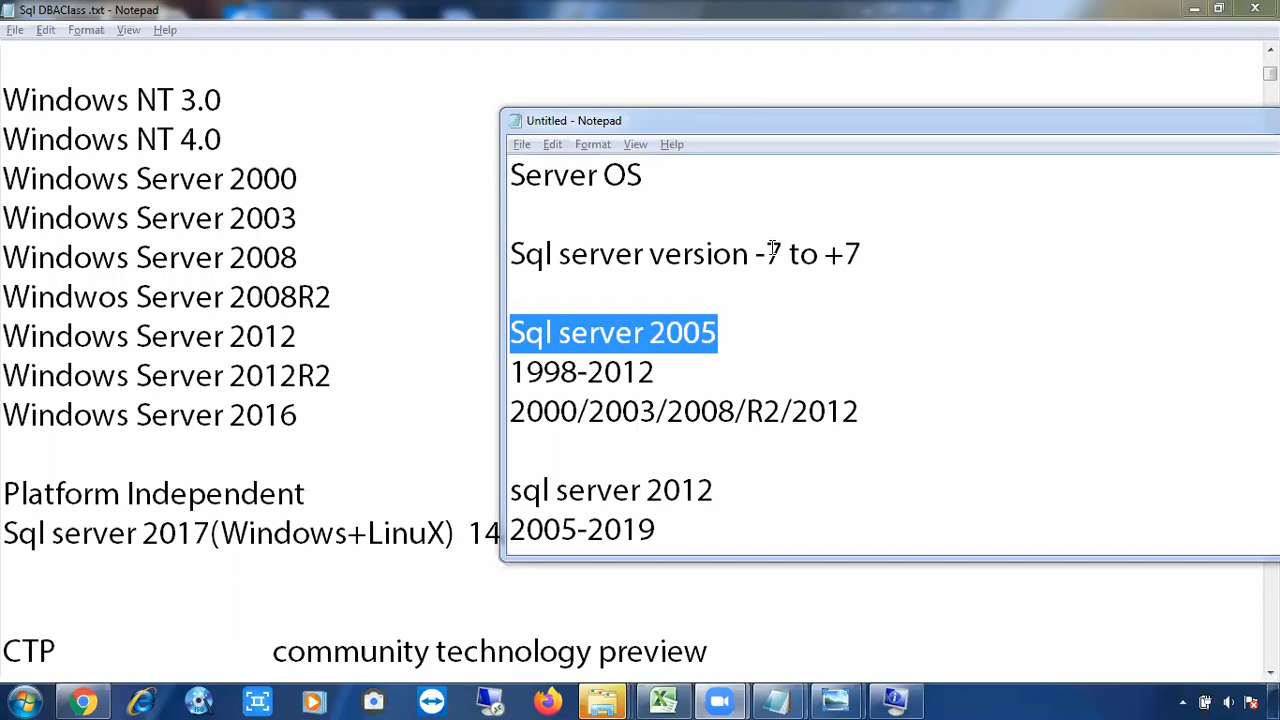 Sql DBAClass .txt - Notepad
File Edit Format View Help
Windows NT 3.0
Windows NT 4.0
Windows Server 2000
Windows Server 2003
Windows Server 2008
Windwos Server 2008R2
Windows Server 2012
Windows Server 2012R2
Windows Server 2016
Platform Independent
Sql server 2017(Windows+LinuX) 14
CTP community technology preview
Untitled - Notepad
File Edit Format View Help
Server OS
Sql server version -7 to +7
Sql server 2005
1998-2012
2000/2003/2008/R2/2012
sql server 2012
2005-2019